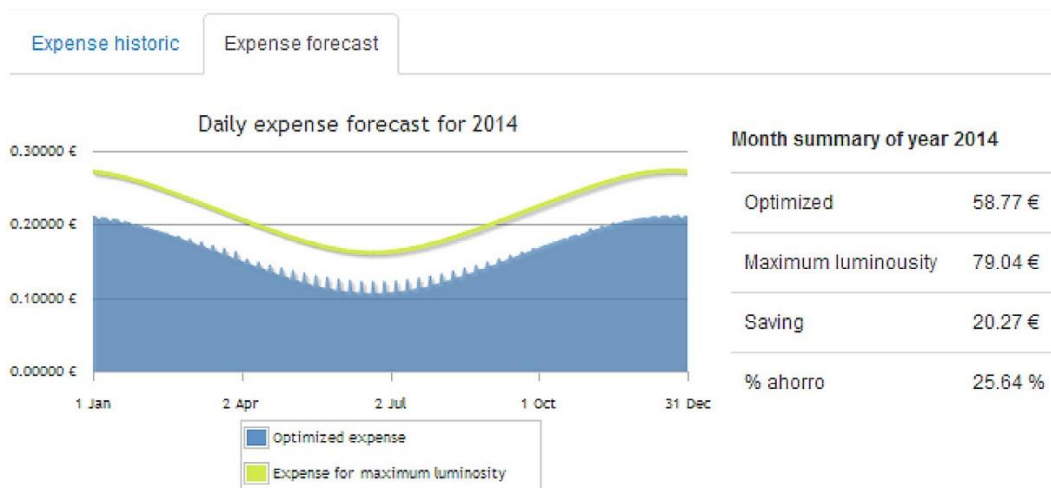 Expense historic
Expense forecast
Daily expense forecast for 2014
0.30000 €
0.20000 €
0.10000 €
0.00000 €
1 Jan
2 Apr
2 Jul
1 Oct
31 Dec
Optimized expense
Expense for maximum luminosity
Month summary of year 2014
Optimized 58.77 €
Maximum luminousity 79.04 €
Saving 20.27 €
% ahorro 25.64 %